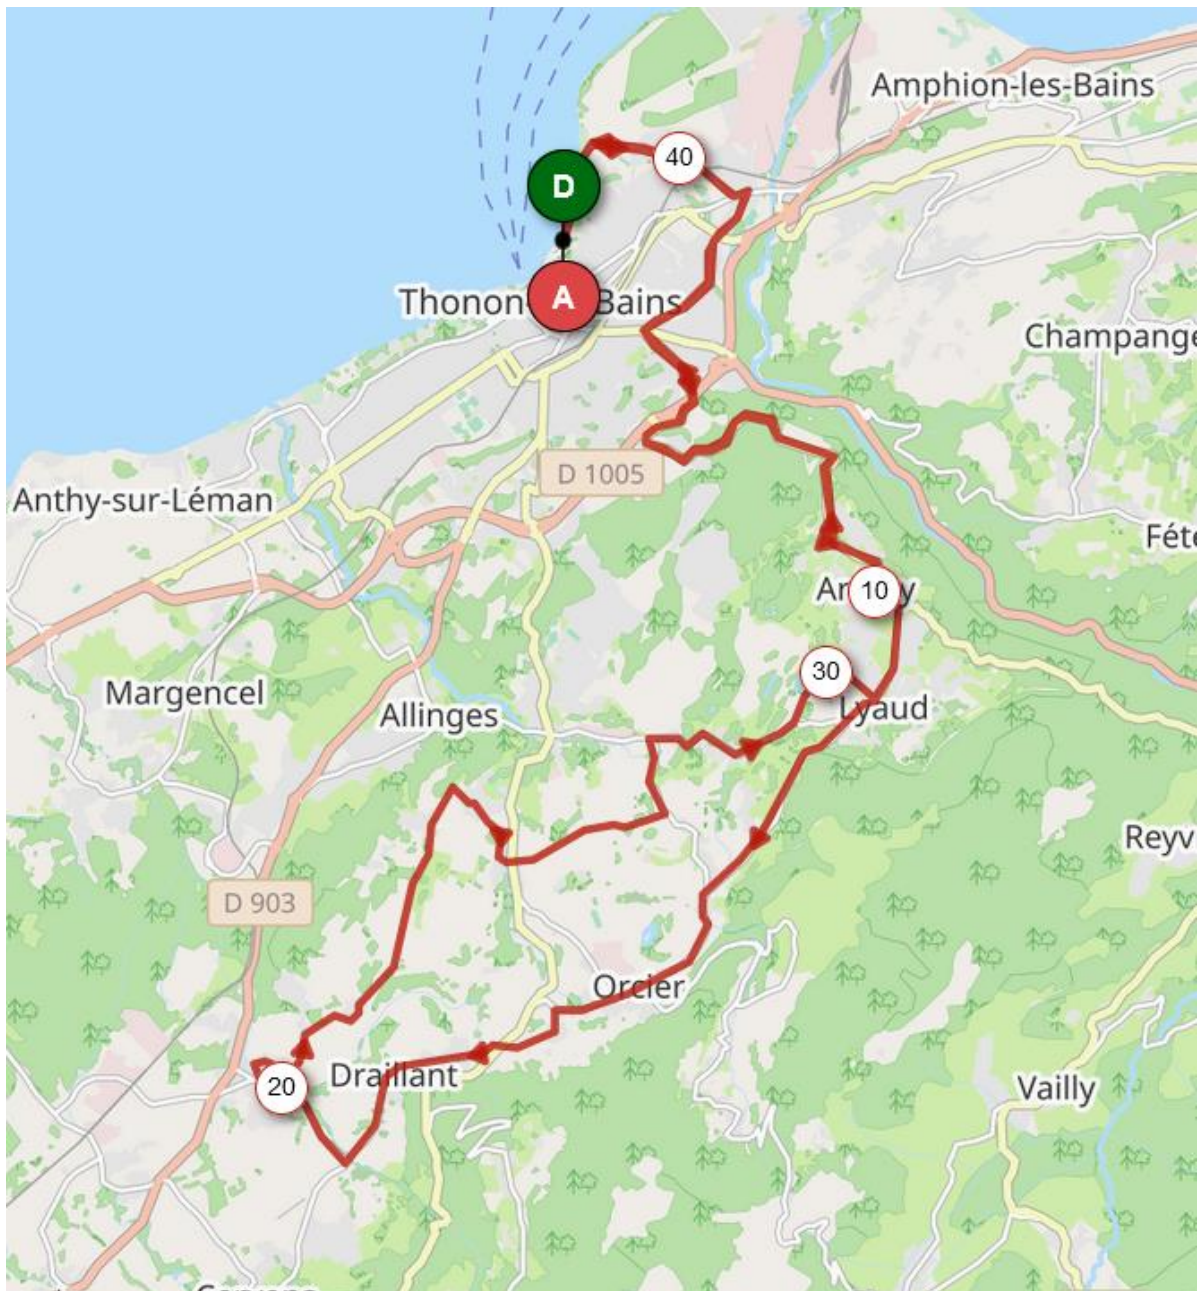 Amphion-les-Bains
40
D
A
Thonon Bains
Champange
D 1005
Anthy-sur-Léman
Féte
10
30
Margencel
Allinges
Lyaud
Reyv
D 903
Orcier
20
Draillant
Vailly